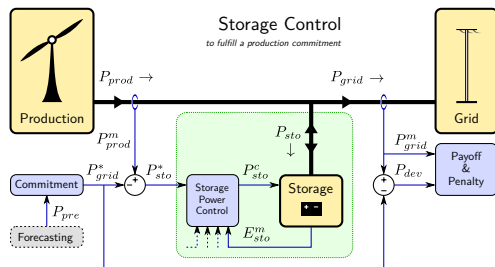 Storage Control
to fulfill a production commitment
P_prod →
P_grid →
Production
Grid
P^m_prod
P_sto
↓
P^m_grid
Payoff
&
Penalty
P^*_grid
P^*_sto
P^c_sto
P_dev
Commitment
− +
+
−
Storage
Power
Control
Storage
P_pre
Forecasting
E^m_sto